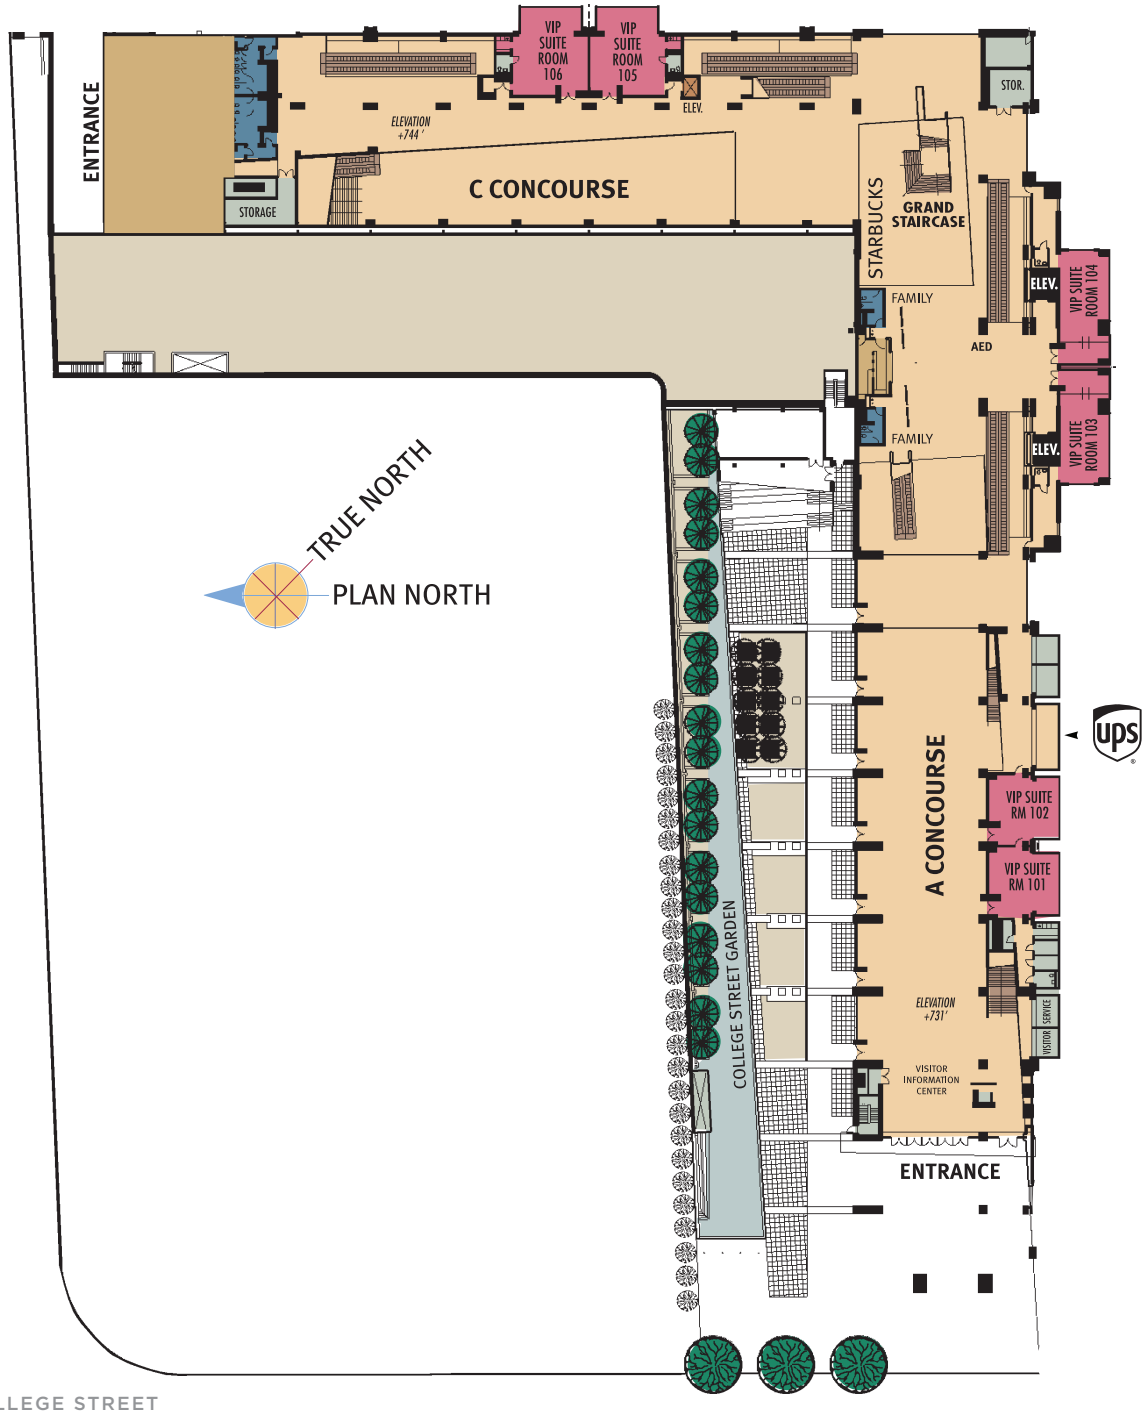 VIP
SUITE
ROOM
106
VIP
SUITE
ROOM
105
ELEV.
STOR.
ENTRANCE
ELEVATION
+744 '
C CONCOURSE
STORAGE
STARBUCKS
GRAND
STAIRCASE
FAMILY
ELEV.
VIP SUITE
ROOM 104
AED
VIP SUITE
ROOM 103
ELEV.
FAMILY
TRUE NORTH
PLAN NORTH
ups
®
A CONCOURSE
VIP SUITE
RM 102
VIP SUITE
RM 101
COLLEGE STREET GARDEN
ELEVATION
+731'
VISITOR SERVICE
VISITOR
INFORMATION
CENTER
ENTRANCE
LLEGE STREET